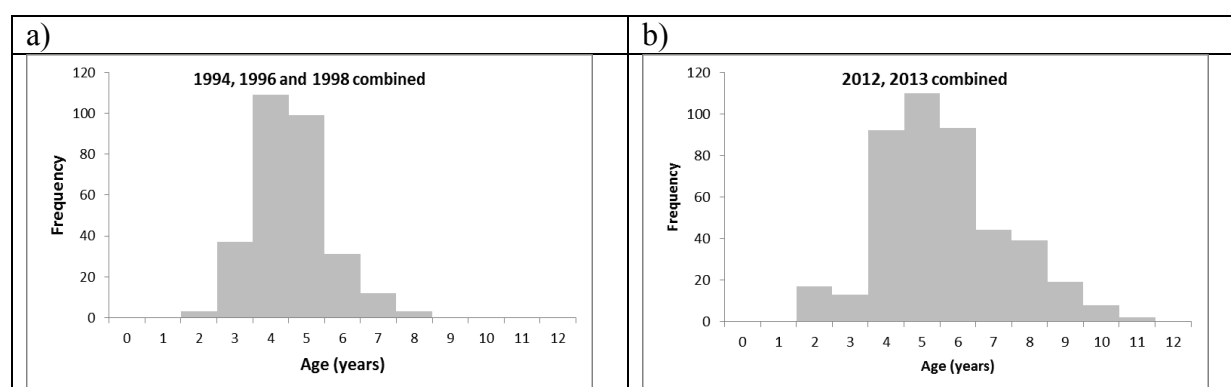 a)
b)
1994, 1996 and 1998 combined
120
100
80
60
40
20
0
Frequency
0 1 2 3 4 5 6 7 8 9 10 11 12
Age (years)
2012, 2013 combined
120
100
80
60
40
20
0
Frequency
0 1 2 3 4 5 6 7 8 9 10 11 12
Age (years)